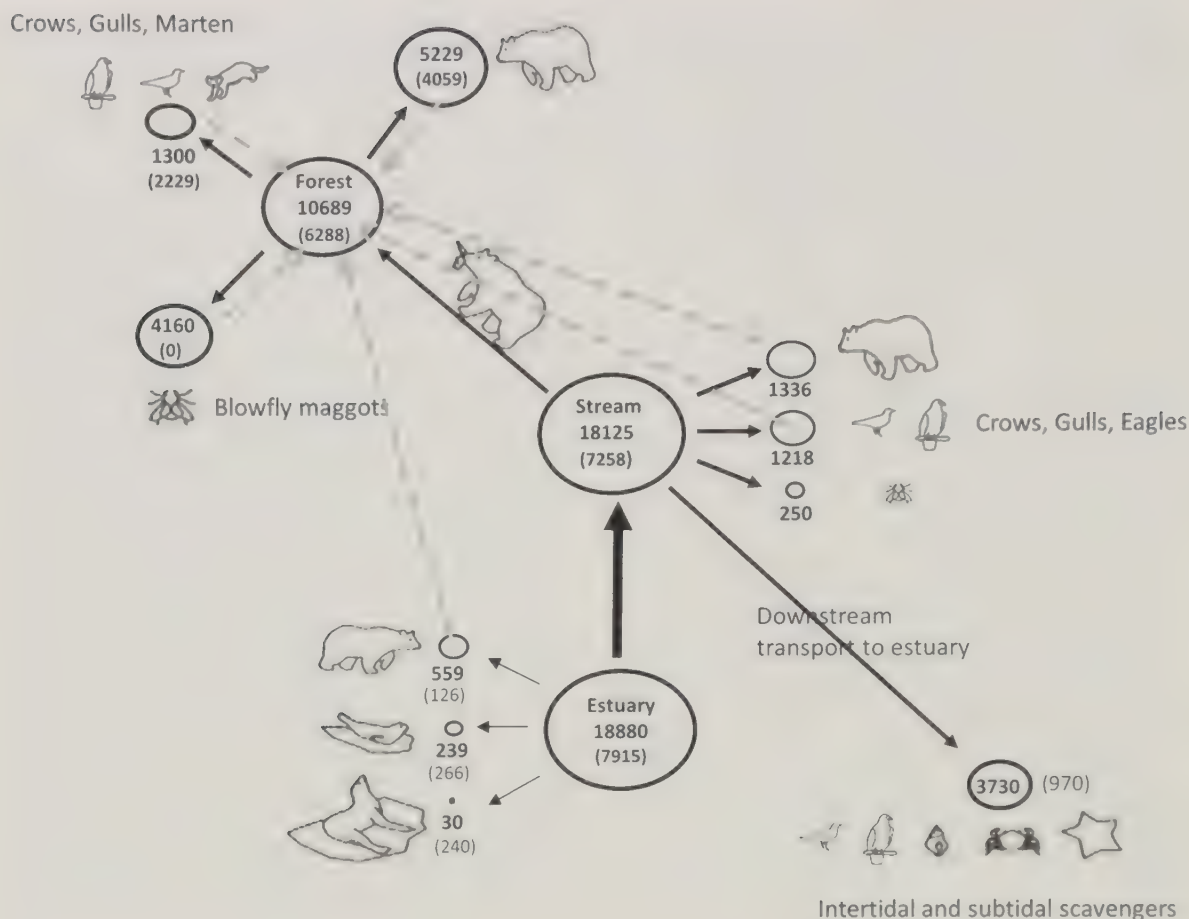 Crows, Gulls, Marten
5229
(4059)
1300
(2229)
Forest
10689
(6288)
4160
(0)
Blowfly maggots
1336
Stream
18125
(7258)
1218
Crows, Gulls, Eagles
250
Downstream
transport to estuary
559
(126)
Estuary
18880
(7915)
239
(266)
30
(240)
3730 (970)
Intertidal and subtidal scavengers